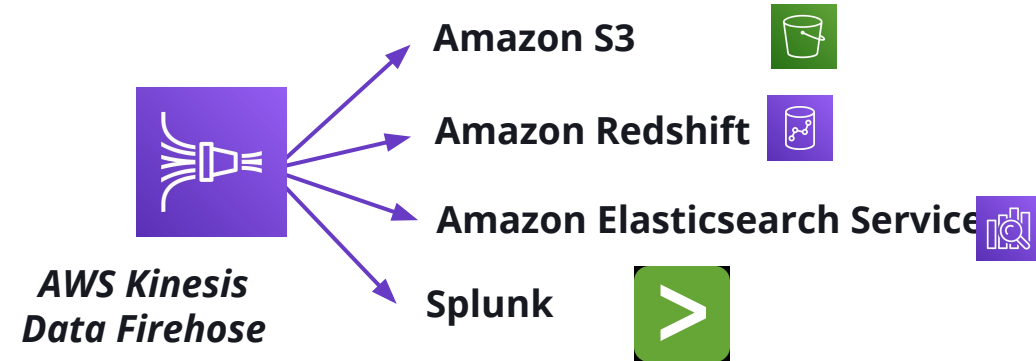 Amazon S3
Amazon Redshift
Amazon Elasticsearch Service
Splunk
AWS Kinesis
Data Firehose